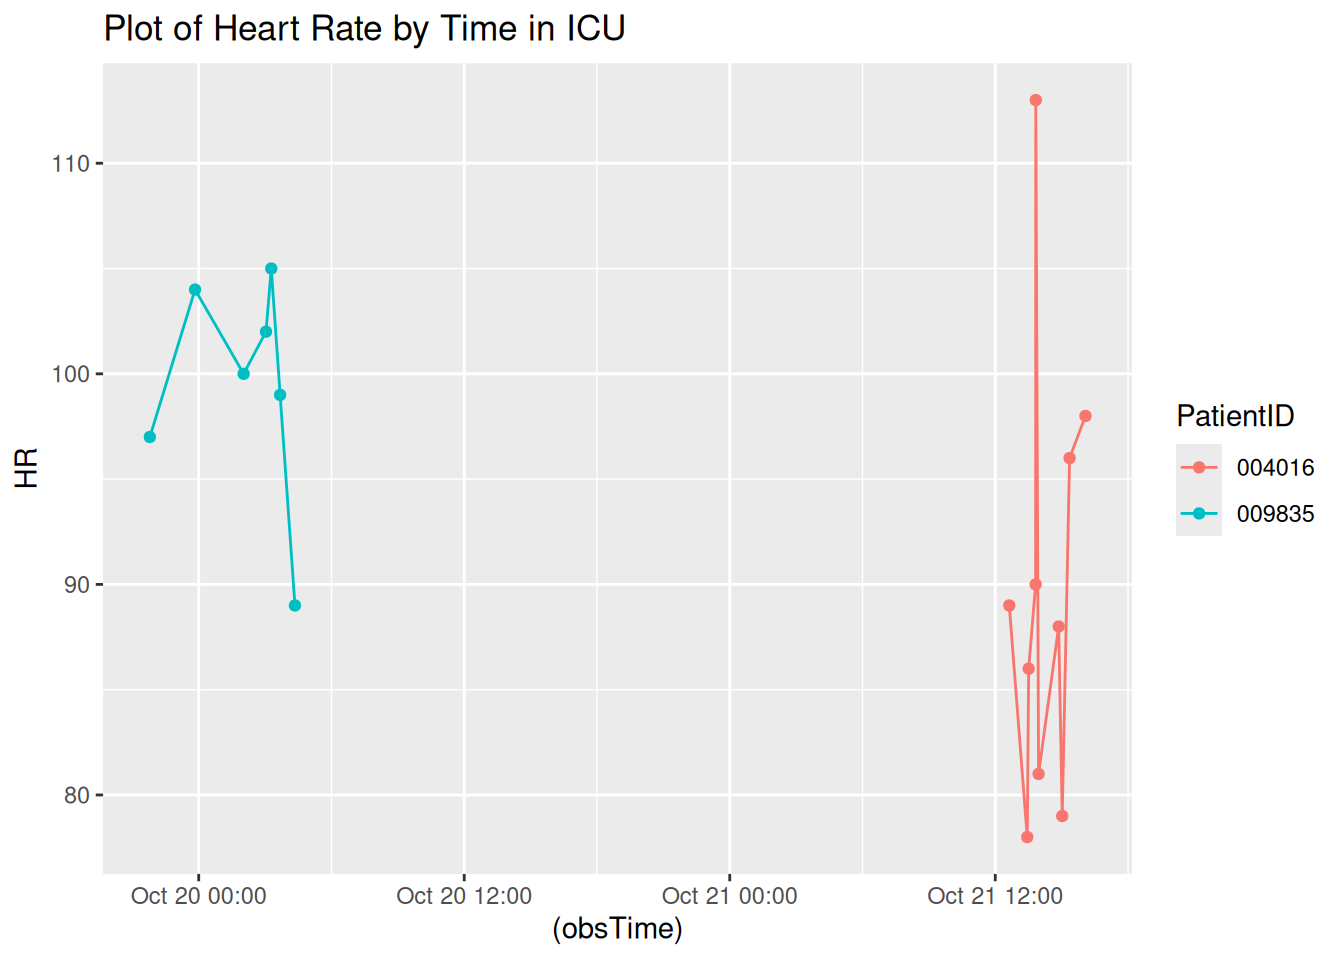 Plot of Heart Rate by Time in ICU
110
100
90
80
HR
Oct 20 00:00
Oct 20 12:00
Oct 21 00:00
Oct 21 12:00
(obsTime)
PatientID
004016
009835